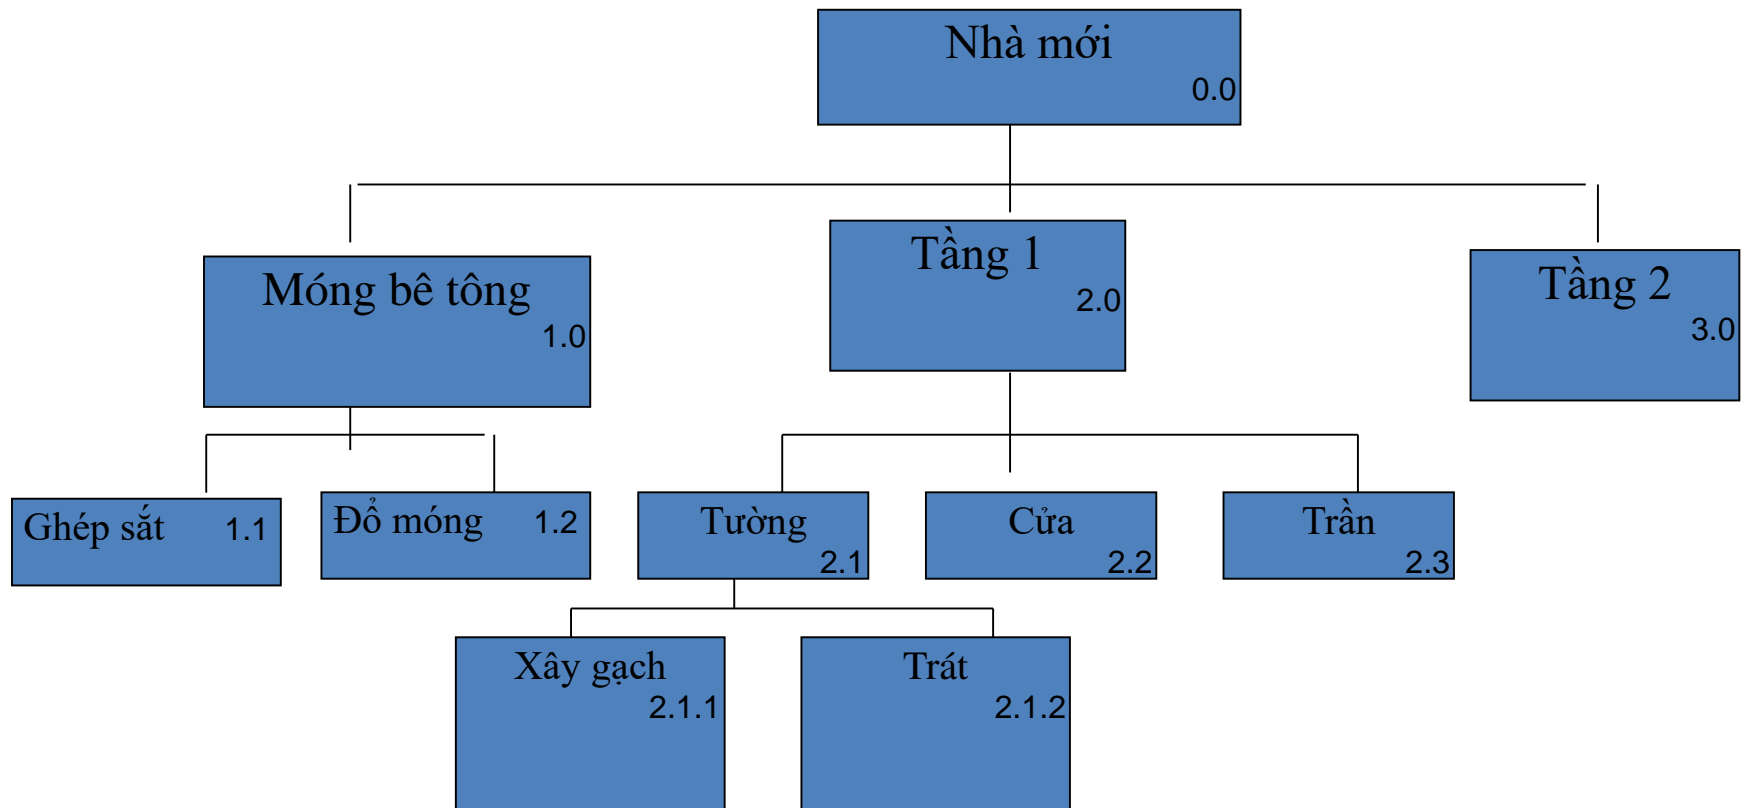 Nhà mới
0.0
Móng bê tông
1.0
Tầng 1
2.0
Tầng 2
3.0
Ghép sắt 1.1
Đổ móng 1.2
Tường
2.1
Cửa
2.2
Trần
2.3
Xây gạch
2.1.1
Trát
2.1.2